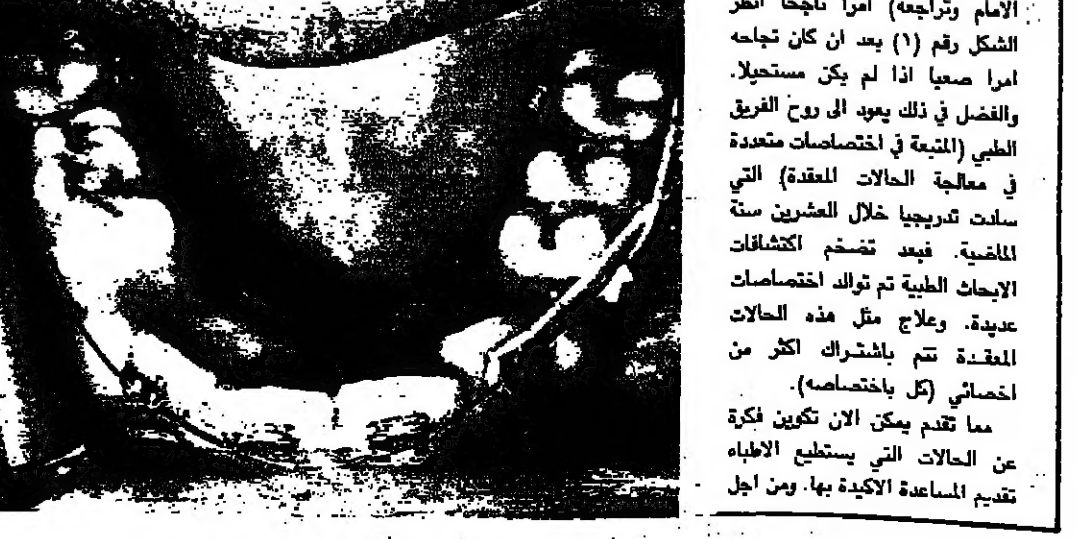 الامام وتراجعه) امرا ناجحا انظر
الشكل رقم (١) بعد ان كان نجاحه
امرا صعبا اذا لم يكن مستحيلا.
والفضل في ذلك يعود الى روح الفريق
الطبي (المتبعة في اختصاصات متعددة
في معالجة الحالات المعقدة) التي
سادت تدريجيا خلال العشرين سنة
الماضية. فبعد تضخم اكتشافات
الابحاث الطبية تم توالد اختصاصات
عديدة. وعلاج مثل هذه الحالات
المعقدة تتم باشتراك اكثر من
اخصائي (كل باختصاصه).
مما تقدم يمكن الان تكوين فكرة
عن الحالات التي يستطيع الاطباء
تقديم المساعدة الاكيدة بها. ومن اجل